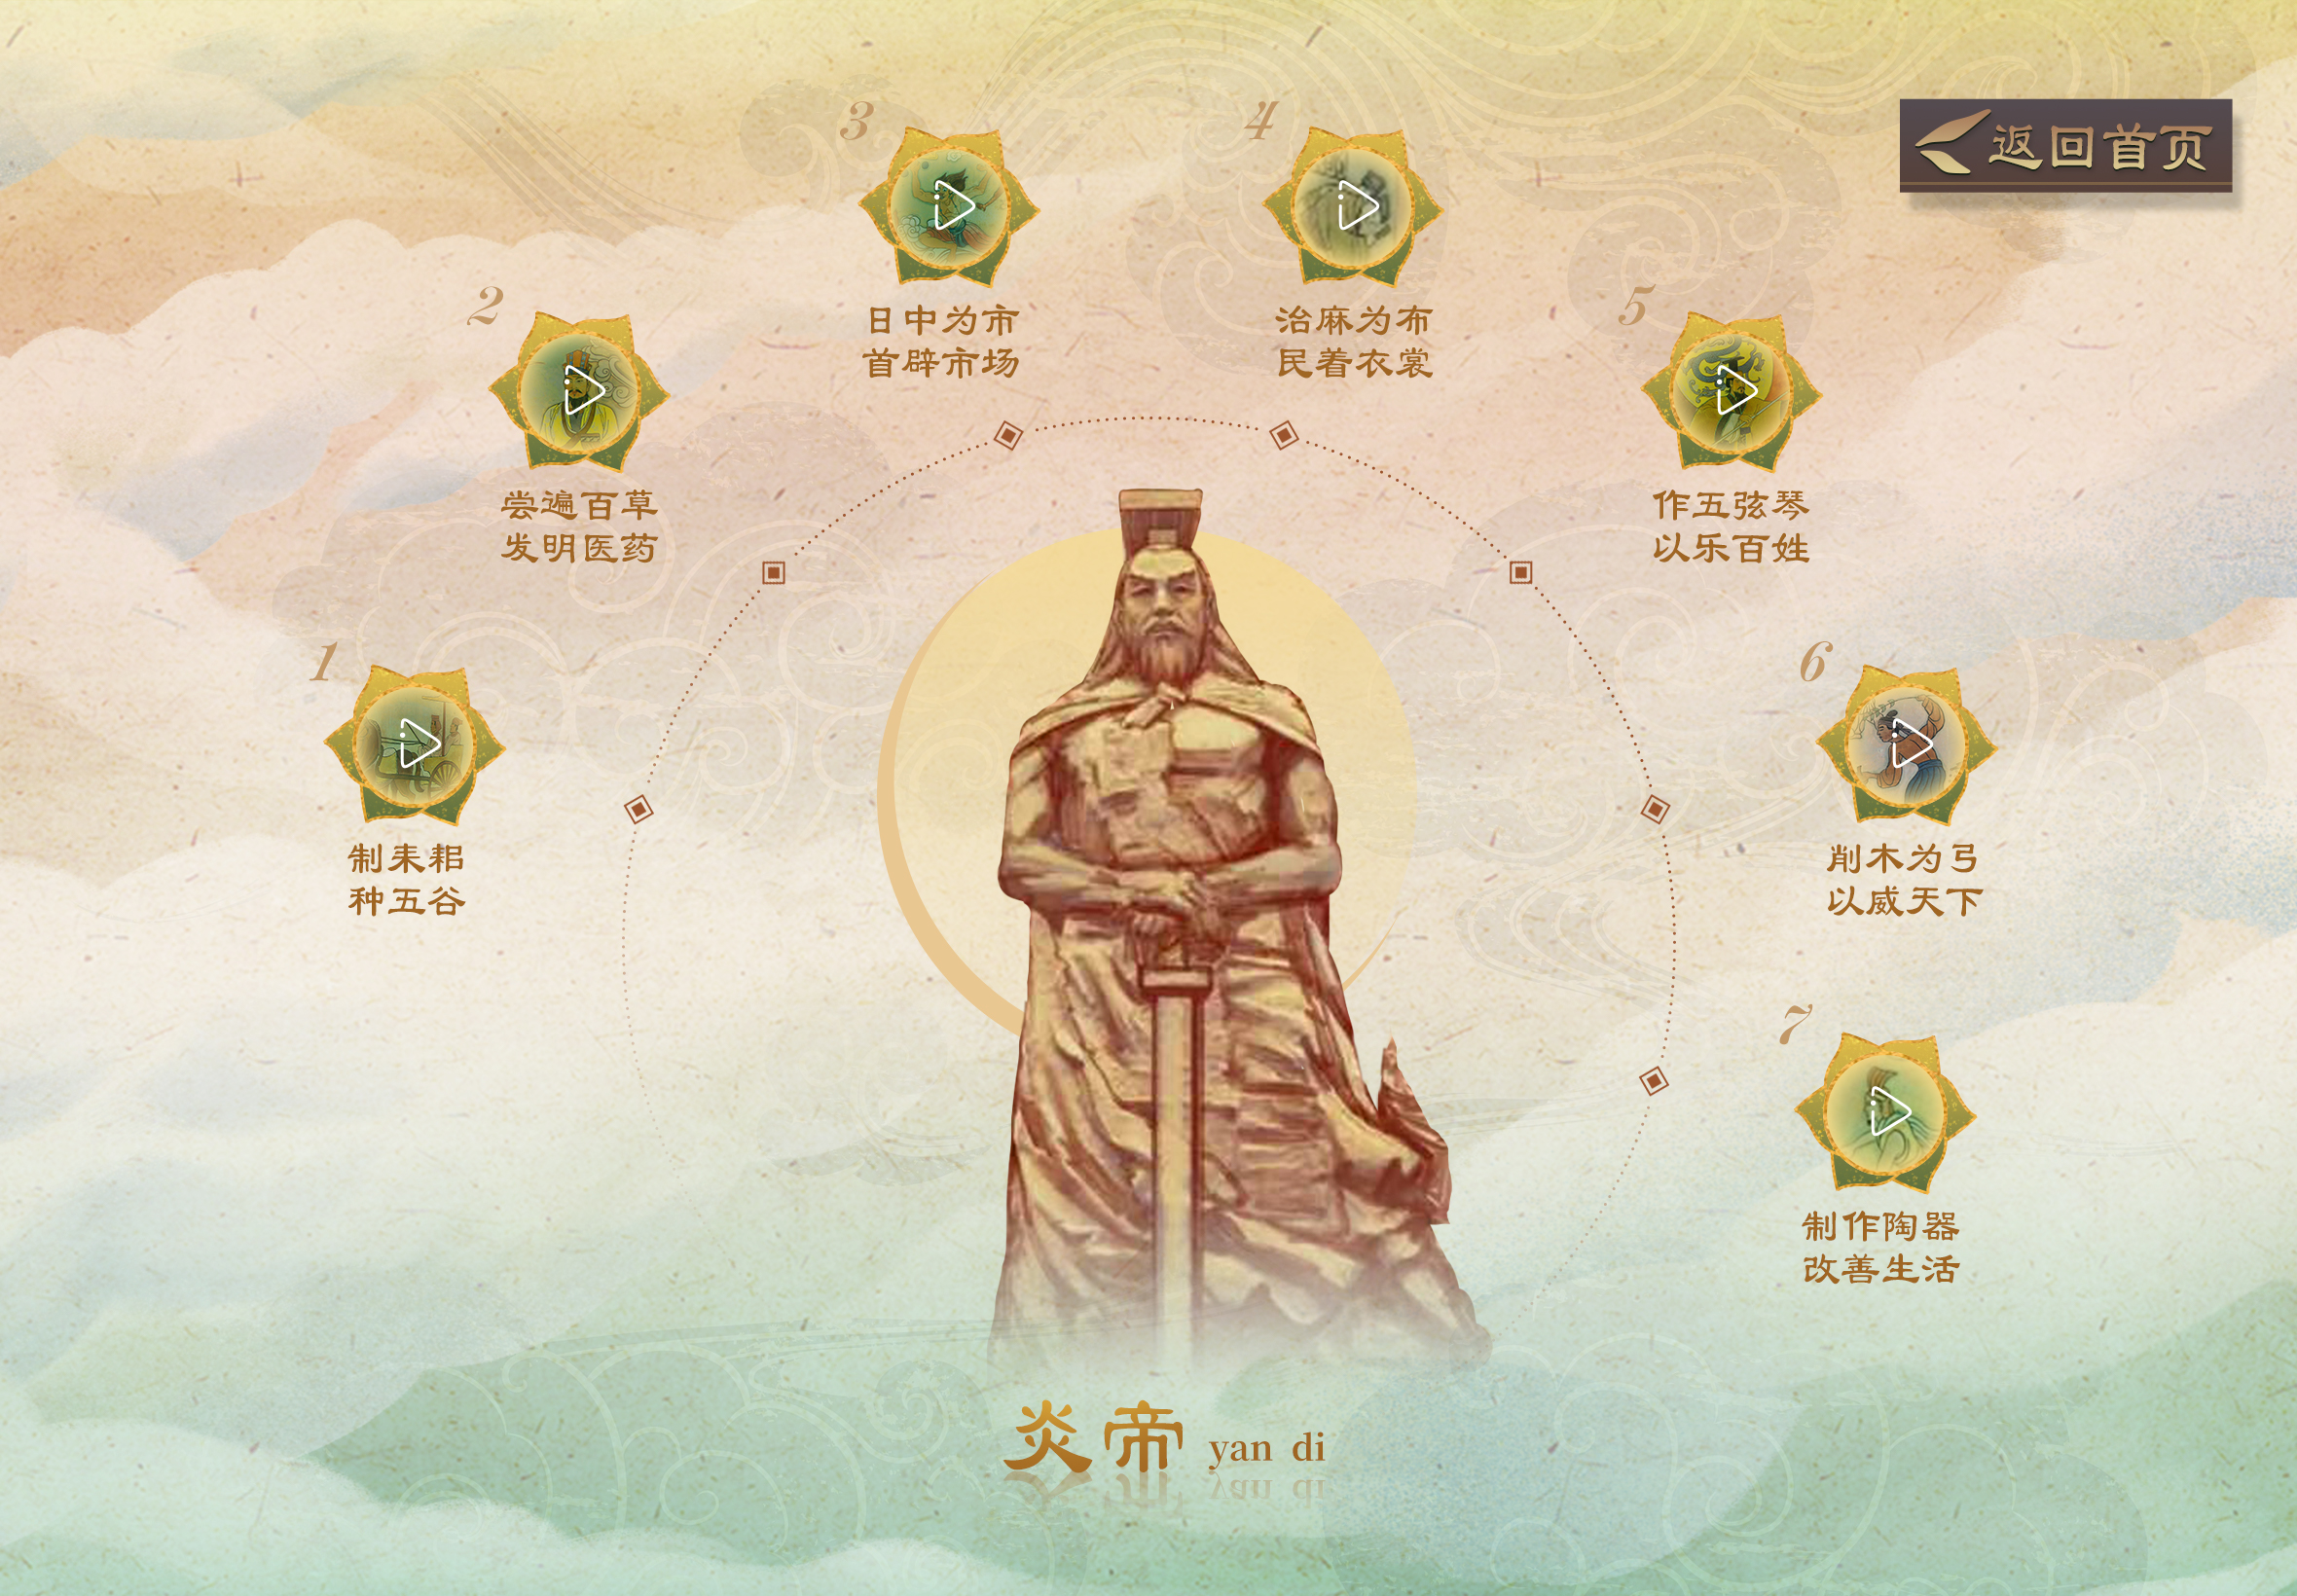 返回首页
1
制耒耜
种五谷
2
尝遍百草
发明医药
3
日中为市
首辟市场
4
治麻为布
民着衣裳
5
作五弦琴
以乐百姓
6
削木为弓
以威天下
7
制作陶器
改善生活
炎帝 yan di